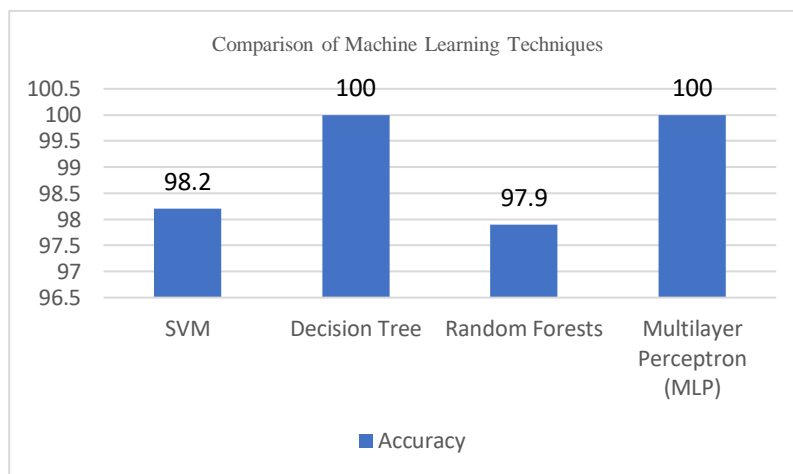 Comparison of Machine Learning Techniques
100.5
100
99.5
99
98.5
98
97.5
97
96.5
98.2
100
97.9
100
SVM
Decision Tree
Random Forests
Multilayer
Perceptron
(MLP)
Accuracy